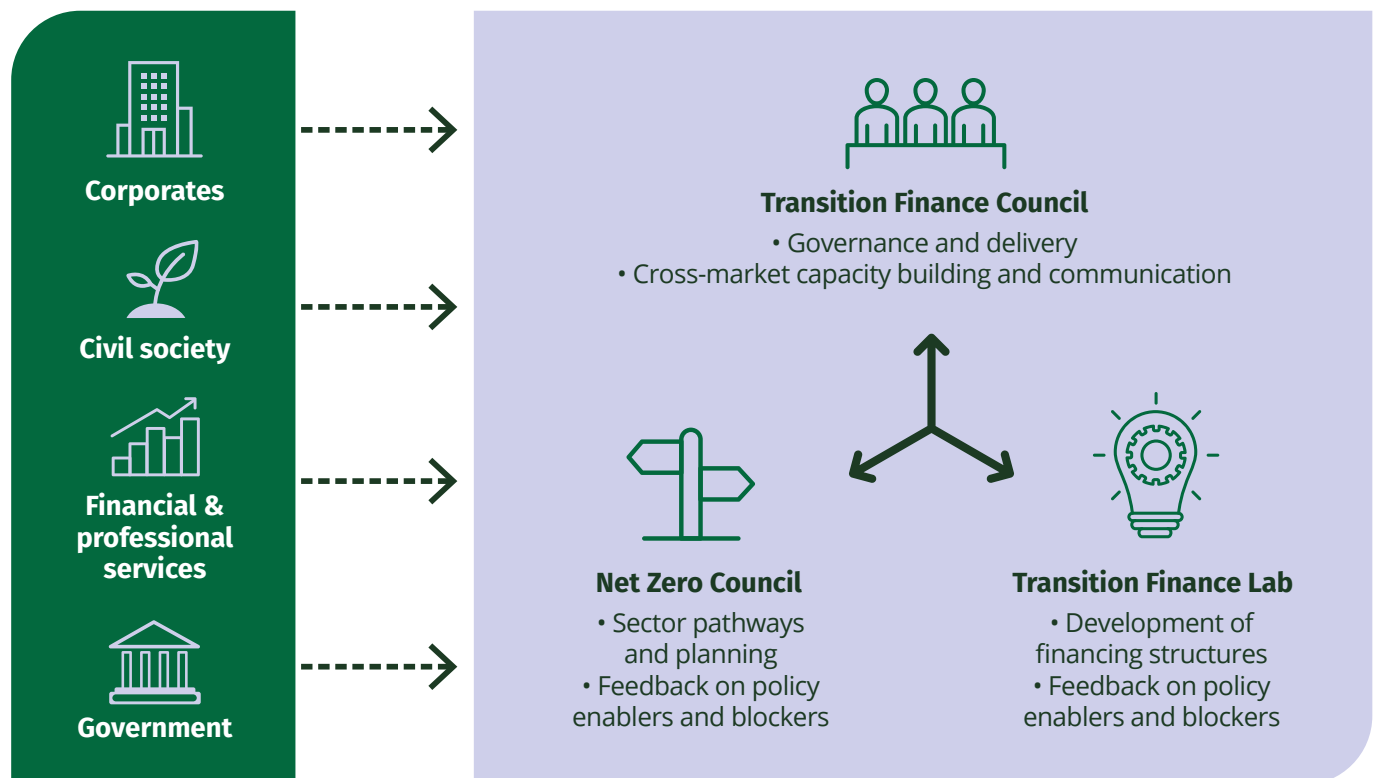 Corporates
Civil society
Financial &
professional
services
Government
Transition Finance Council
• Governance and delivery
• Cross-market capacity building and communication
Net Zero Council
• Sector pathways
and planning
• Feedback on policy
enablers and blockers
Transition Finance Lab
• Development of
financing structures
• Feedback on policy
enablers and blockers